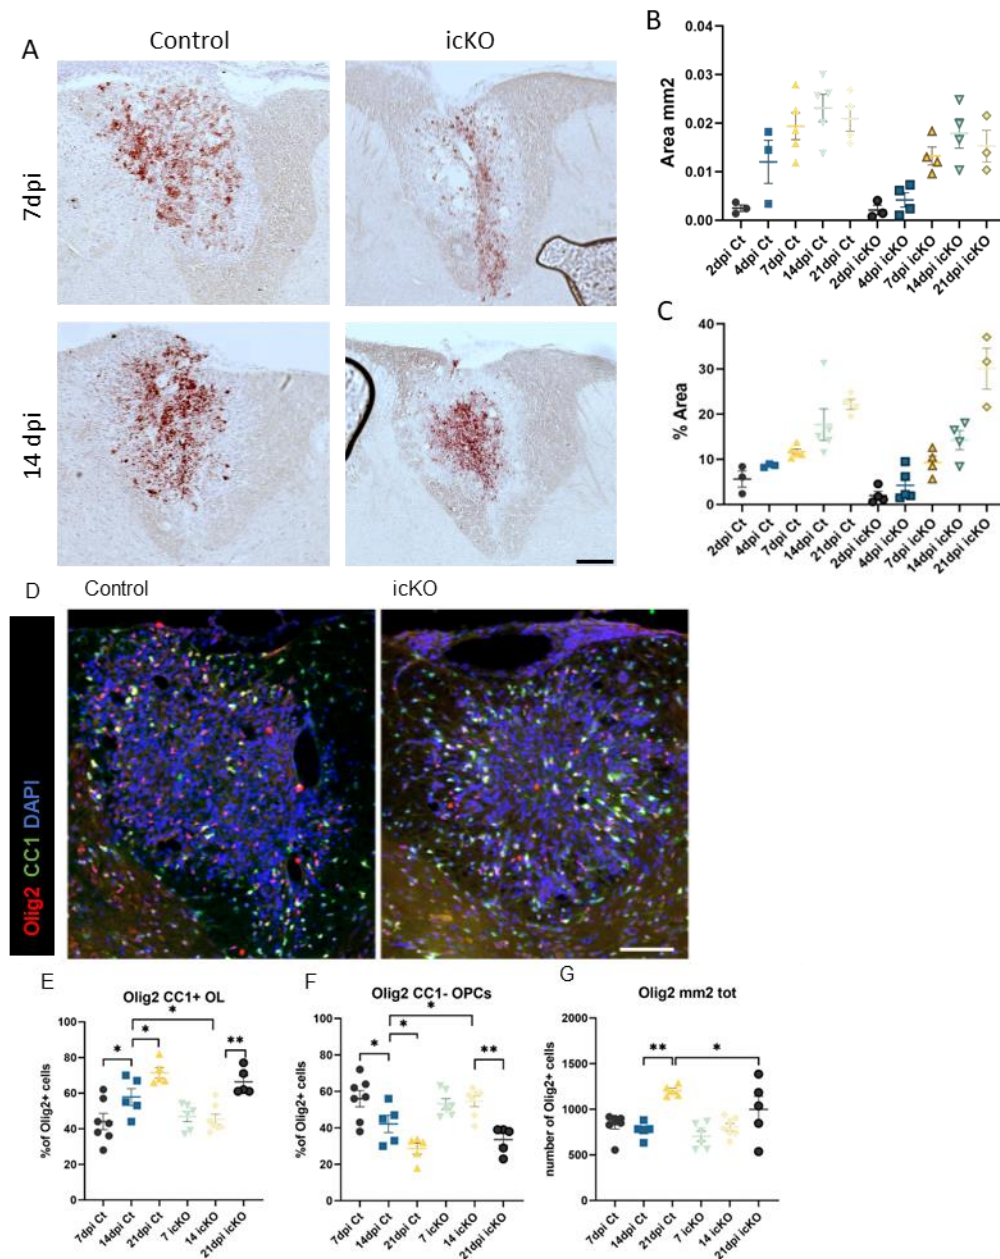 Control
icKO
A
7dpi
14 dpi
B
Area mm2
0.04
0.03
0.02
0.01
0.00
2dpi Ct
4dpi Ct
7dpi Ct
14dpi Ct
21dpi Ct
2dpi icKO
4dpi icKO
7dpi icKO
14dpi icKO
21dpi icKO
C
% Area
40
30
20
10
0
2dpi Ct
4dpi Ct
7dpi Ct
14dpi Ct
21dpi Ct
2dpi icKO
4dpi icKO
7dpi icKO
14dpi icKO
21dpi icKO
D
Control
icKO
Olig2 CC1 DAPI
E
Olig2 CC1+ OL
%of Olig2+ cells
100
80
60
40
20
0
*
*
*
**
7dpi Ct
14dpi Ct
21dpi Ct
7 icKO
14 icKO
21dpi icKO
F
Olig2 CC1- OPCs
%of Olig2+ cells
100
80
60
40
20
0
*
*
*
**
7dpi Ct
14dpi Ct
21dpi Ct
7 icKO
14 icKO
21dpi icKO
G
Olig2 mm2 tot
number of Olig2+ cells
2000
1500
1000
500
0
**
*
7dpi Ct
14dpi Ct
21dpi Ct
7 icKO
14 icKO
21dpi icKO